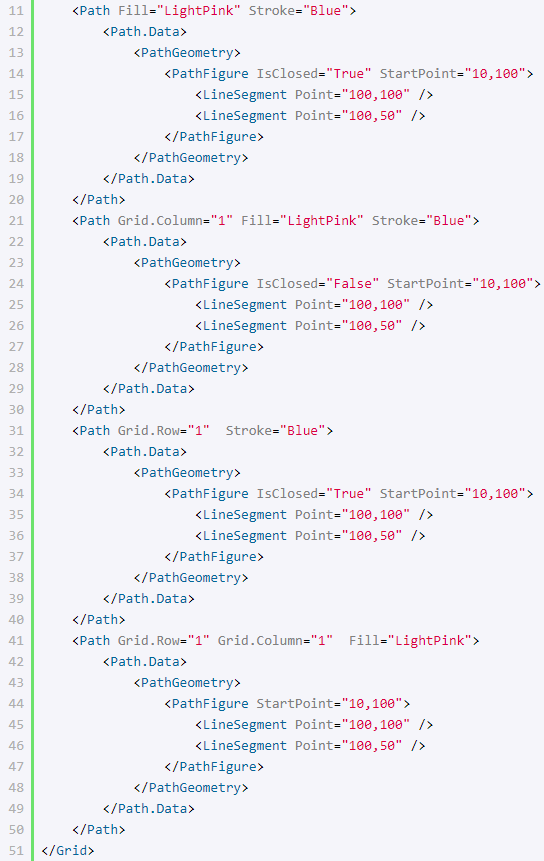 11 <Path Fill="LightPink" Stroke="Blue">
12 <Path.Data>
13 <PathGeometry>
14 <PathFigure IsClosed="True" StartPoint="10,100">
15 <LineSegment Point="100,100" />
16 <LineSegment Point="100,50" />
17 </PathFigure>
18 </PathGeometry>
19 </Path.Data>
20 </Path>
21 <Path Grid.Column="1" Fill="LightPink" Stroke="Blue">
22 <Path.Data>
23 <PathGeometry>
24 <PathFigure IsClosed="False" StartPoint="10,100">
25 <LineSegment Point="100,100" />
26 <LineSegment Point="100,50" />
27 </PathFigure>
28 </PathGeometry>
29 </Path.Data>
30 </Path>
31 <Path Grid.Row="1"  Stroke="Blue">
32 <Path.Data>
33 <PathGeometry>
34 <PathFigure IsClosed="True" StartPoint="10,100">
35 <LineSegment Point="100,100" />
36 <LineSegment Point="100,50" />
37 </PathFigure>
38 </PathGeometry>
39 </Path.Data>
40 </Path>
41 <Path Grid.Row="1" Grid.Column="1"  Fill="LightPink">
42 <Path.Data>
43 <PathGeometry>
44 <PathFigure StartPoint="10,100">
45 <LineSegment Point="100,100" />
46 <LineSegment Point="100,50" />
47 </PathFigure>
48 </PathGeometry>
49 </Path.Data>
50 </Path>
51 </Grid>